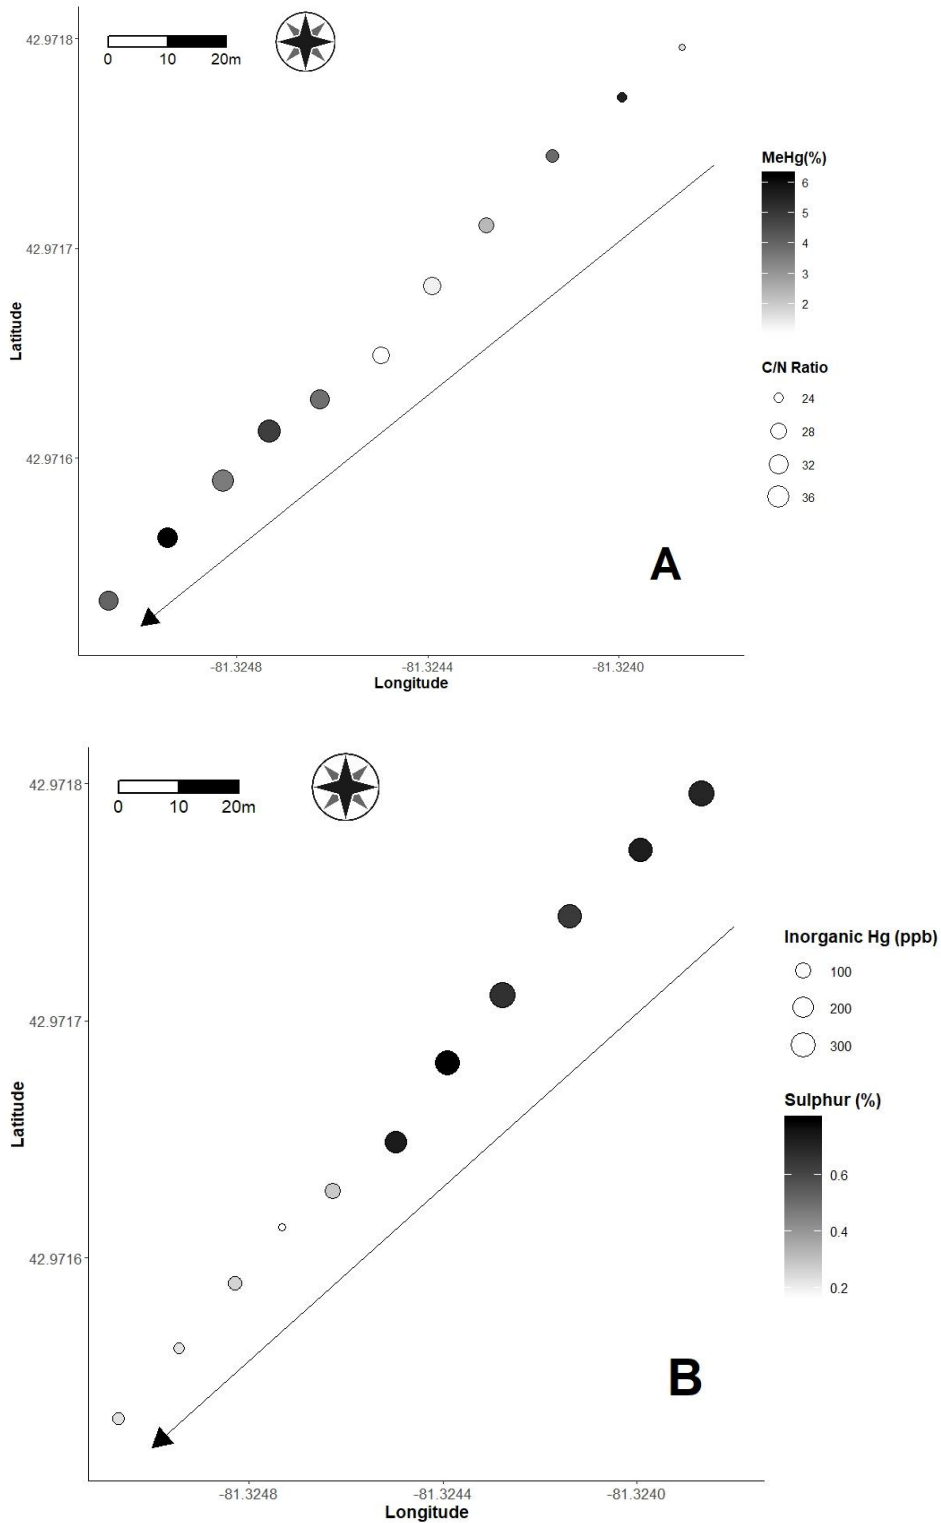 42.9718
0 10 20m
MeHg(%)
6
5
42.9717
4
3
2
Latitude
C/N Ratio
24
28
42.9716
32
36
A
-81.3248 -81.3244 -81.3240
Longitude
42.9718
0 10 20m
Inorganic Hg (ppb)
100
200
42.9717
300
Latitude
Sulphur (%)
0.6
0.4
42.9716
0.2
B
-81.3248 -81.3244 -81.3240
Longitude